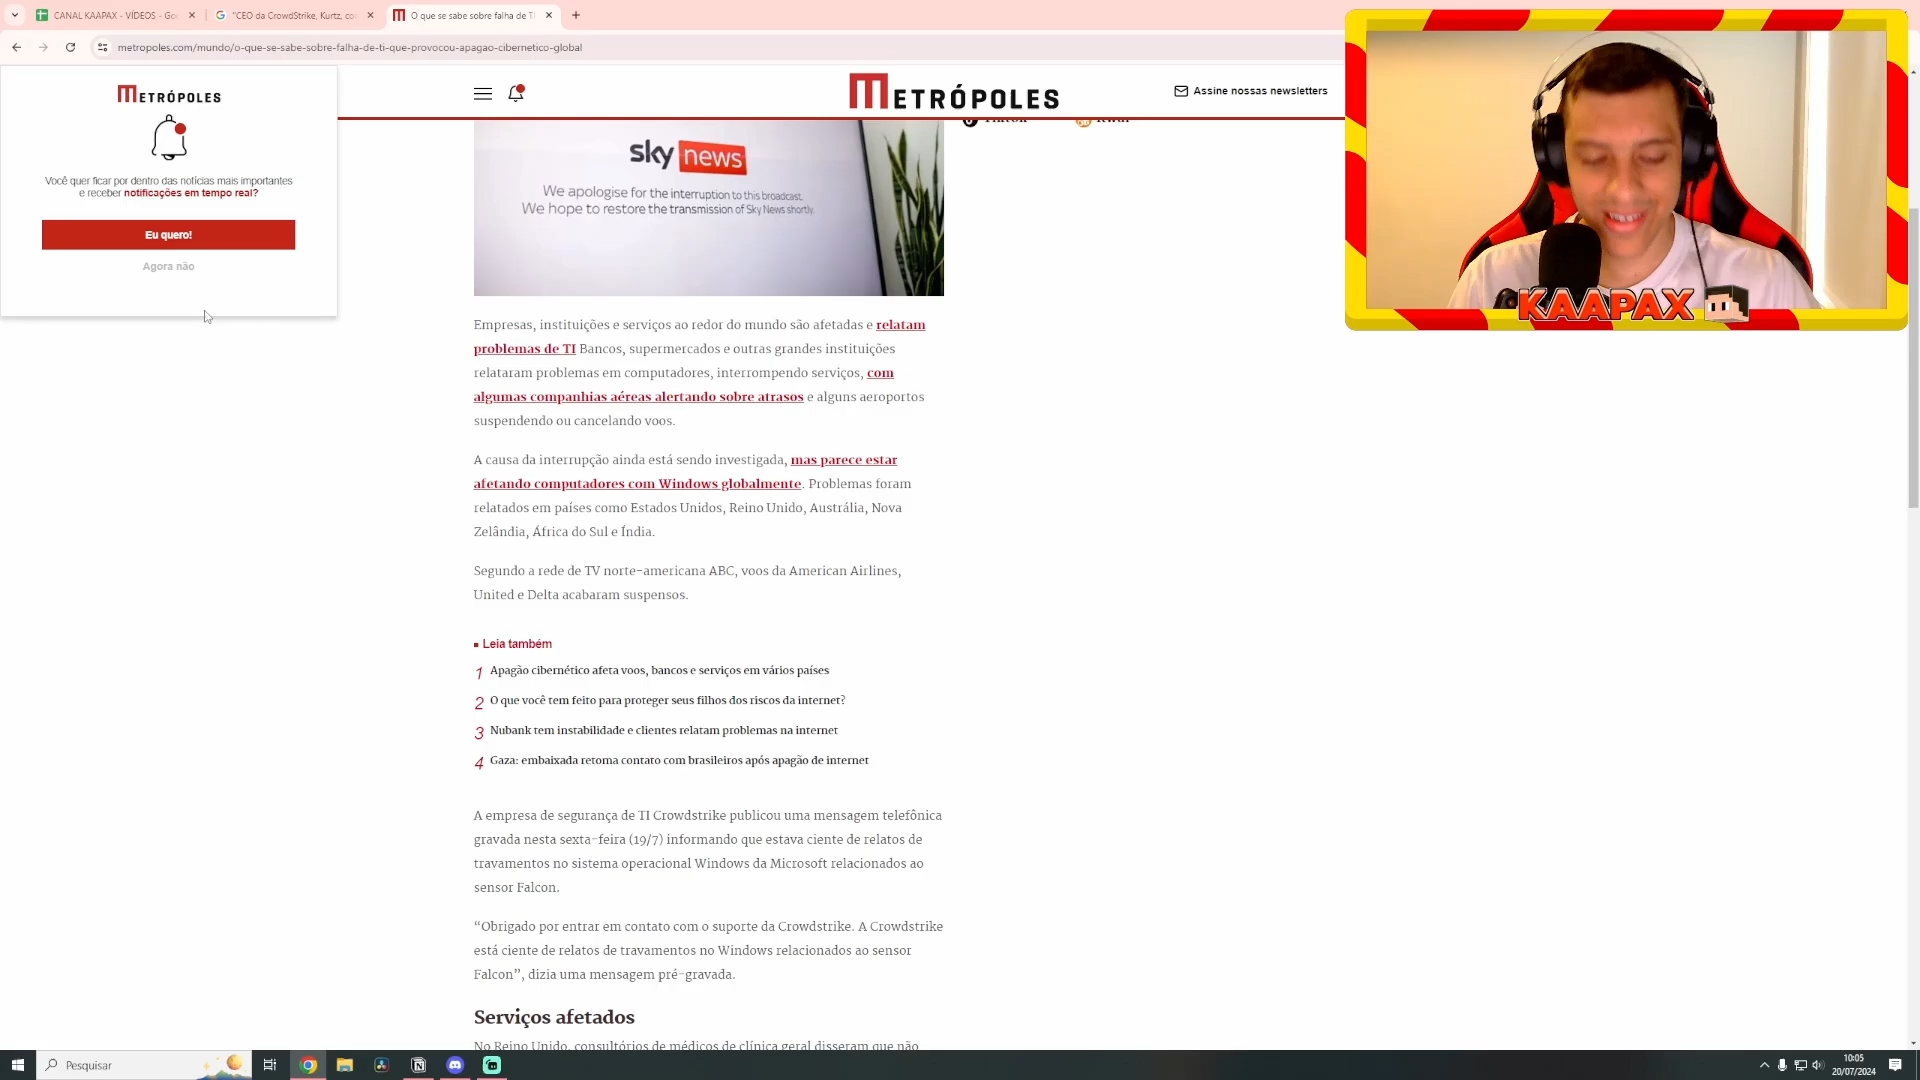 CANAL KAAPAX - VÍDEOS - Go
"CEO da CrowdStrike, Kurtz, co
O que se sabe sobre falha de TI
metropoles.com/mundo/o-que-se-sabe-sobre-falha-de-ti-que-provocou-apagao-cibernetico-global
METRÓPOLES
Você quer ficar por dentro das notícias mais importantes
e receber notificações em tempo real?
Eu quero!
Agora não
METRÓPOLES
Assine nossas newsletters
sky news
We apologise for the interruption to this broadcast.
We hope to restore the transmission of Sky News shortly.
Empresas, instituições e serviços ao redor do mundo são afetadas e relatam
problemas de TI Bancos, supermercados e outras grandes instituições
relataram problemas em computadores, interrompendo serviços, com
algumas companhias aéreas alertando sobre atrasos e alguns aeroportos
suspendendo ou cancelando voos.
A causa da interrupção ainda está sendo investigada, mas parece estar
afetando computadores com Windows globalmente. Problemas foram
relatados em países como Estados Unidos, Reino Unido, Austrália, Nova
Zelândia, África do Sul e Índia.
Segundo a rede de TV norte-americana ABC, voos da American Airlines,
United e Delta acabaram suspensos.
Leia também
1 Apagão cibernético afeta voos, bancos e serviços em vários países
2 O que você tem feito para proteger seus filhos dos riscos da internet?
3 Nubank tem instabilidade e clientes relatam problemas na internet
4 Gaza: embaixada retoma contato com brasileiros após apagão de internet
A empresa de segurança de TI Crowdstrike publicou uma mensagem telefônica
gravada nesta sexta-feira (19/7) informando que estava ciente de relatos de
travamentos no sistema operacional Windows da Microsoft relacionados ao
sensor Falcon.
“Obrigado por entrar em contato com o suporte da Crowdstrike. A Crowdstrike
está ciente de relatos de travamentos no Windows relacionados ao sensor
Falcon”, dizia uma mensagem pré-gravada.
Serviços afetados
No Reino Unido, consultórios de médicos de clínica geral disseram que não
KAAPAX
Pesquisar
10:05
20/07/2024